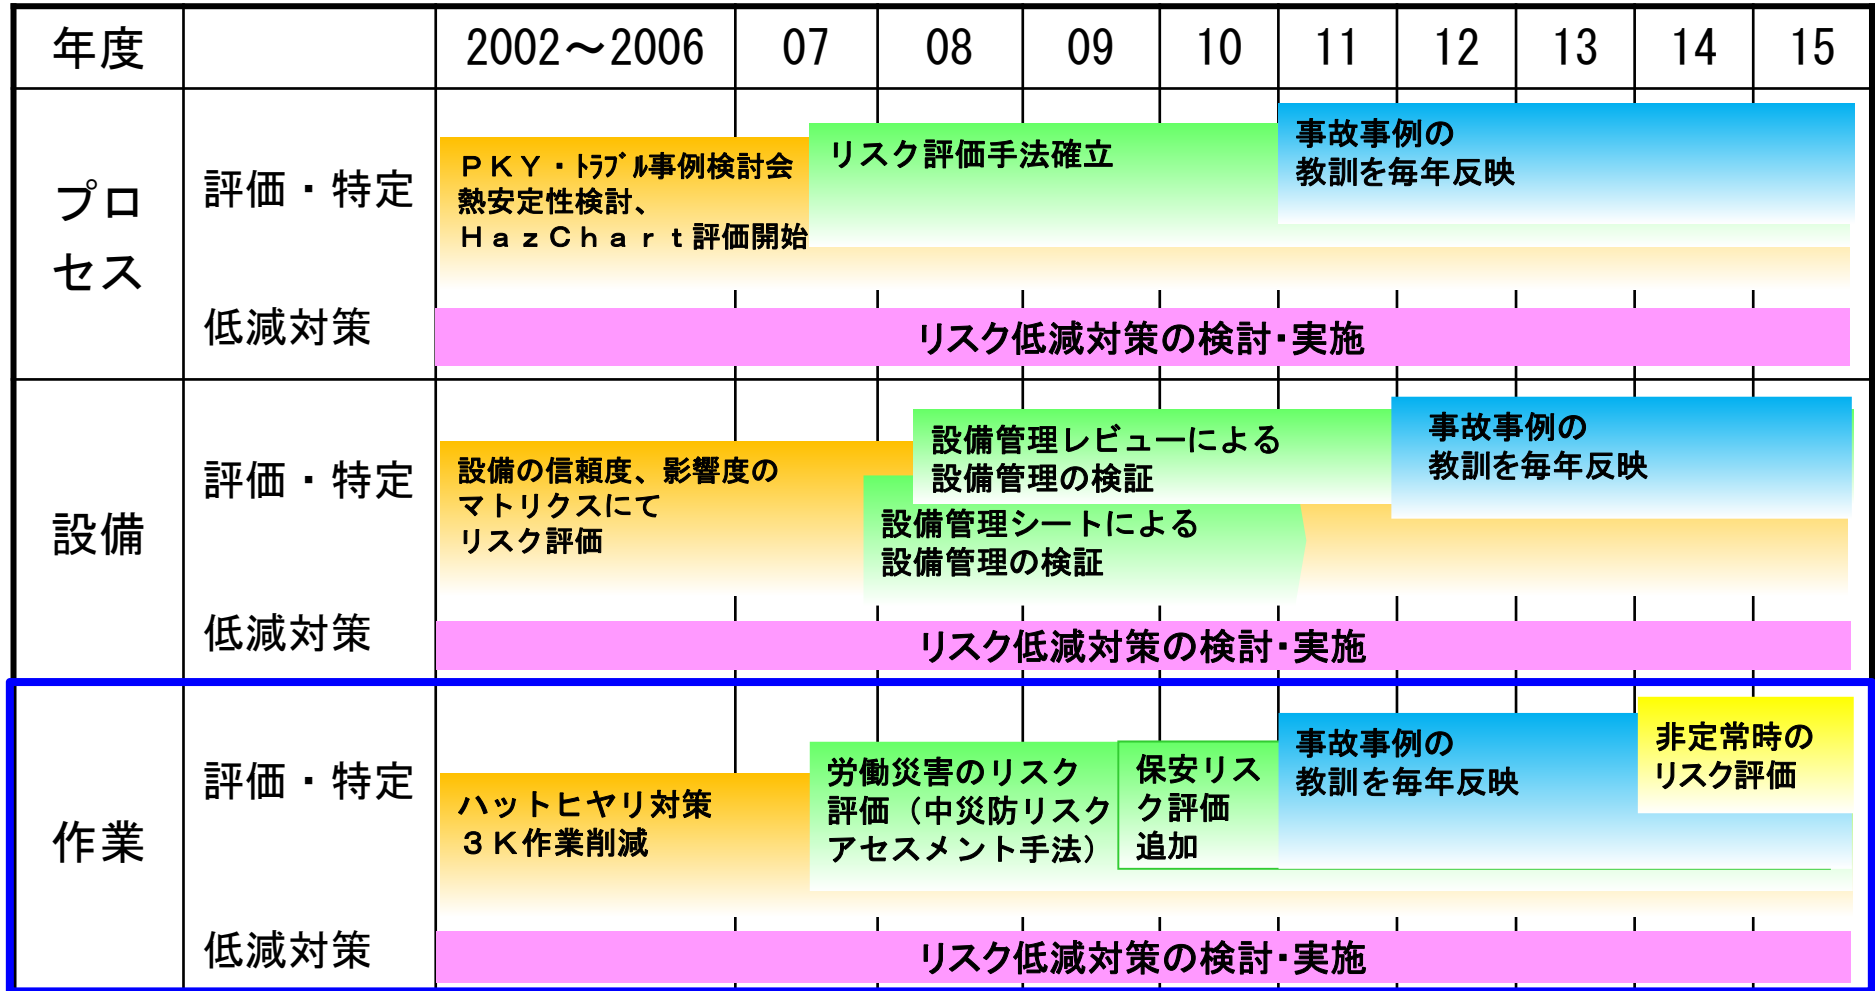 年度 2002～2006 07 08 09 10 11 12 13 14 15
プロ
セス
評価・特定
ＰＫＹ・ﾄﾗﾌﾞﾙ事例検討会
熱安定性検討、
ＨａｚＣｈａｒｔ評価開始
リスク評価手法確立
事故事例の
教訓を毎年反映
低減対策
リスク低減対策の検討･実施
設備
評価・特定
設備の信頼度、影響度の
マトリクスにて
リスク評価
設備管理レビューによる
設備管理の検証
設備管理シートによる
設備管理の検証
事故事例の
教訓を毎年反映
低減対策
リスク低減対策の検討･実施
作業
評価・特定
ハットヒヤリ対策
３Ｋ作業削減
労働災害のリスク
評価（中災防リスク
アセスメント手法）
保安リス
ク評価
追加
事故事例の
教訓を毎年反映
非定常時の
リスク評価
低減対策
リスク低減対策の検討･実施